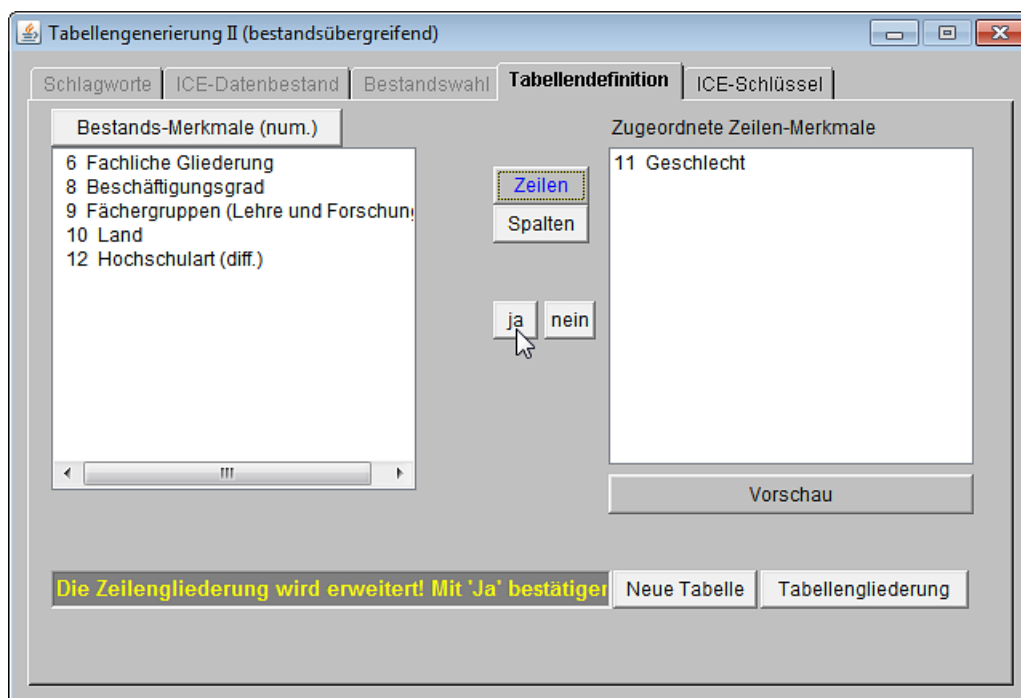 Tabellengenerierung II (bestandsübergreifend)
Schlagworte ICE-Datenbestand Bestandswahl Tabellendefinition ICE-Schlüssel
Bestands-Merkmale (num.)
6 Fachliche Gliederung
8 Beschäftigungsgrad
9 Fächergruppen (Lehre und Forschung
10 Land
12 Hochschulart (diff.)
Zeilen
Spalten
ja nein
Zugeordnete Zeilen-Merkmale
11 Geschlecht
Vorschau
Die Zeilengliederung wird erweitert! Mit 'Ja' bestätigen
Neue Tabelle Tabellengliederung